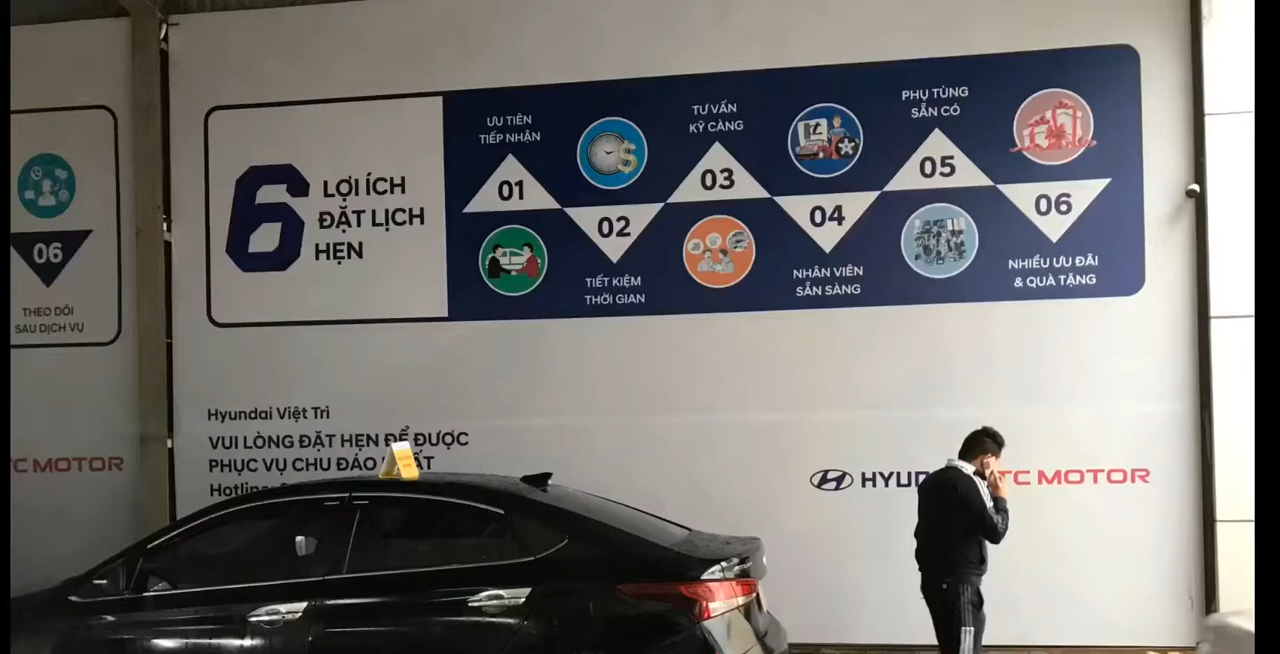 06
THEO DÕI
SAU DỊCH VỤ
TC MOTOR
6 LỢI ÍCH
ĐẶT LỊCH
HẸN
ƯU TIÊN
TIẾP NHẬN
01
02
TIẾT KIỆM
THỜI GIAN
TƯ VẤN
KỸ CÀNG
03
04
NHÂN VIÊN
SẴN SÀNG
PHỤ TÙNG
SẴN CÓ
05
06
NHIỀU ƯU ĐÃI
& QUÀ TẶNG
Hyundai Việt Trì
VUI LÒNG ĐẶT HẸN ĐỂ ĐƯỢC
PHỤC VỤ CHU ĐÁO
Hotline
HYUN TC MOTOR